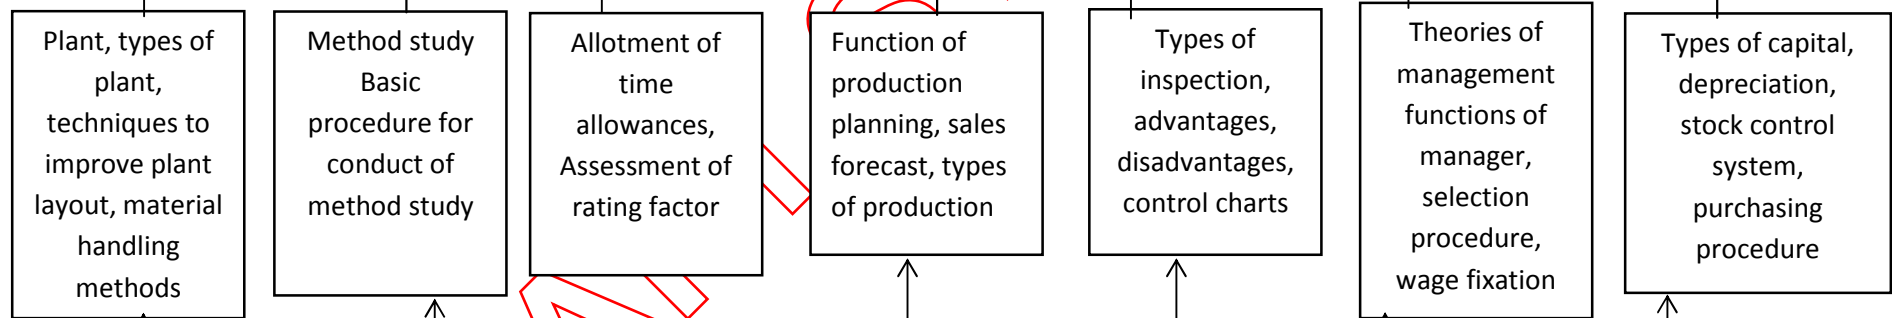 Plant, types of
plant,
techniques to
improve plant
layout, material
handling
methods
Method study
Basic
procedure for
conduct of
method study
Allotment of
time
allowances,
Assessment of
rating factor
Function of
production
planning, sales
forecast, types
of production
Types of
inspection,
advantages,
disadvantages,
control charts
Theories of
management
functions of
manager,
selection
procedure,
wage fixation
Types of capital,
depreciation,
stock control
system,
purchasing
procedure